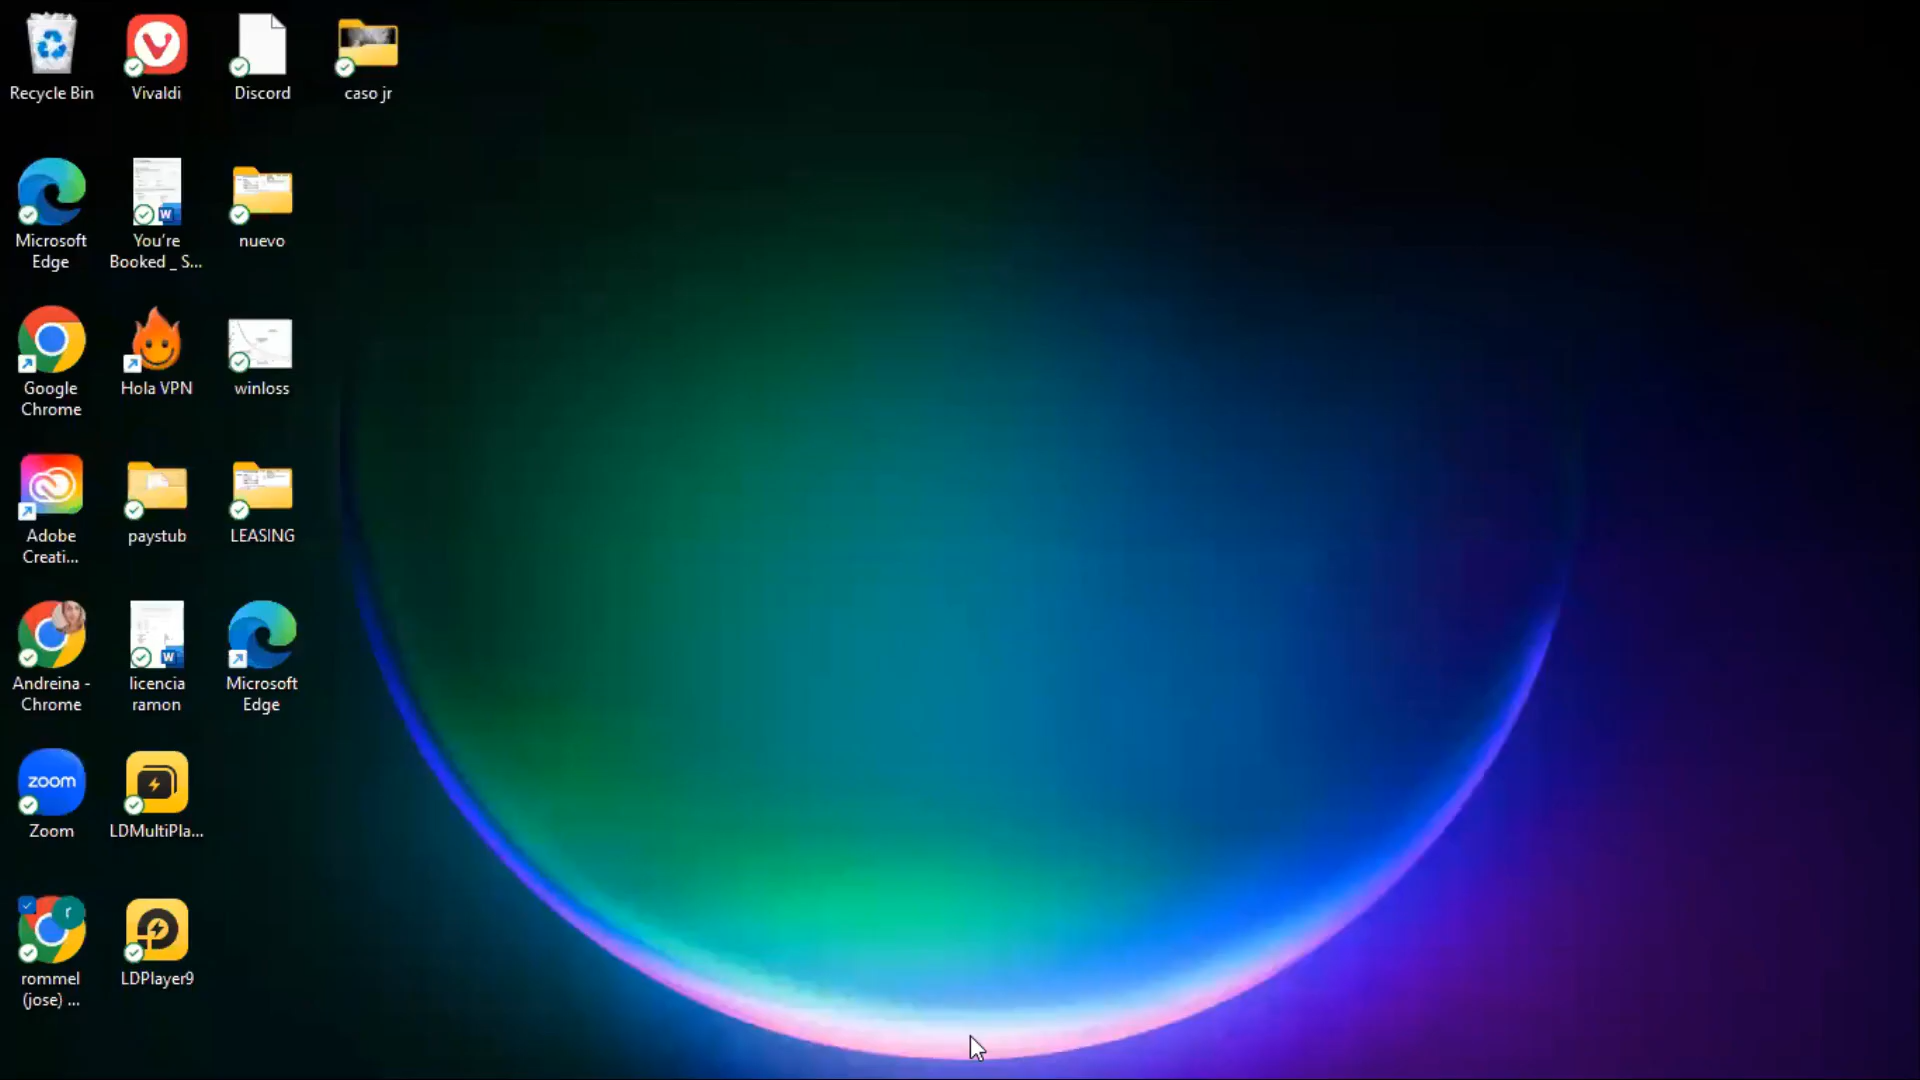 Recycle Bin
Vivaldi
Discord
caso jr
Microsoft
Edge
You're
Booked _ S...
nuevo
Google
Chrome
Hola VPN
winloss
Adobe
Creati...
paystub
LEASING
Andreina -
Chrome
licencia
ramon
Microsoft
Edge
zoom
Zoom
LDMultiPla...
r
rommel
(jose) ...
LDPlayer9